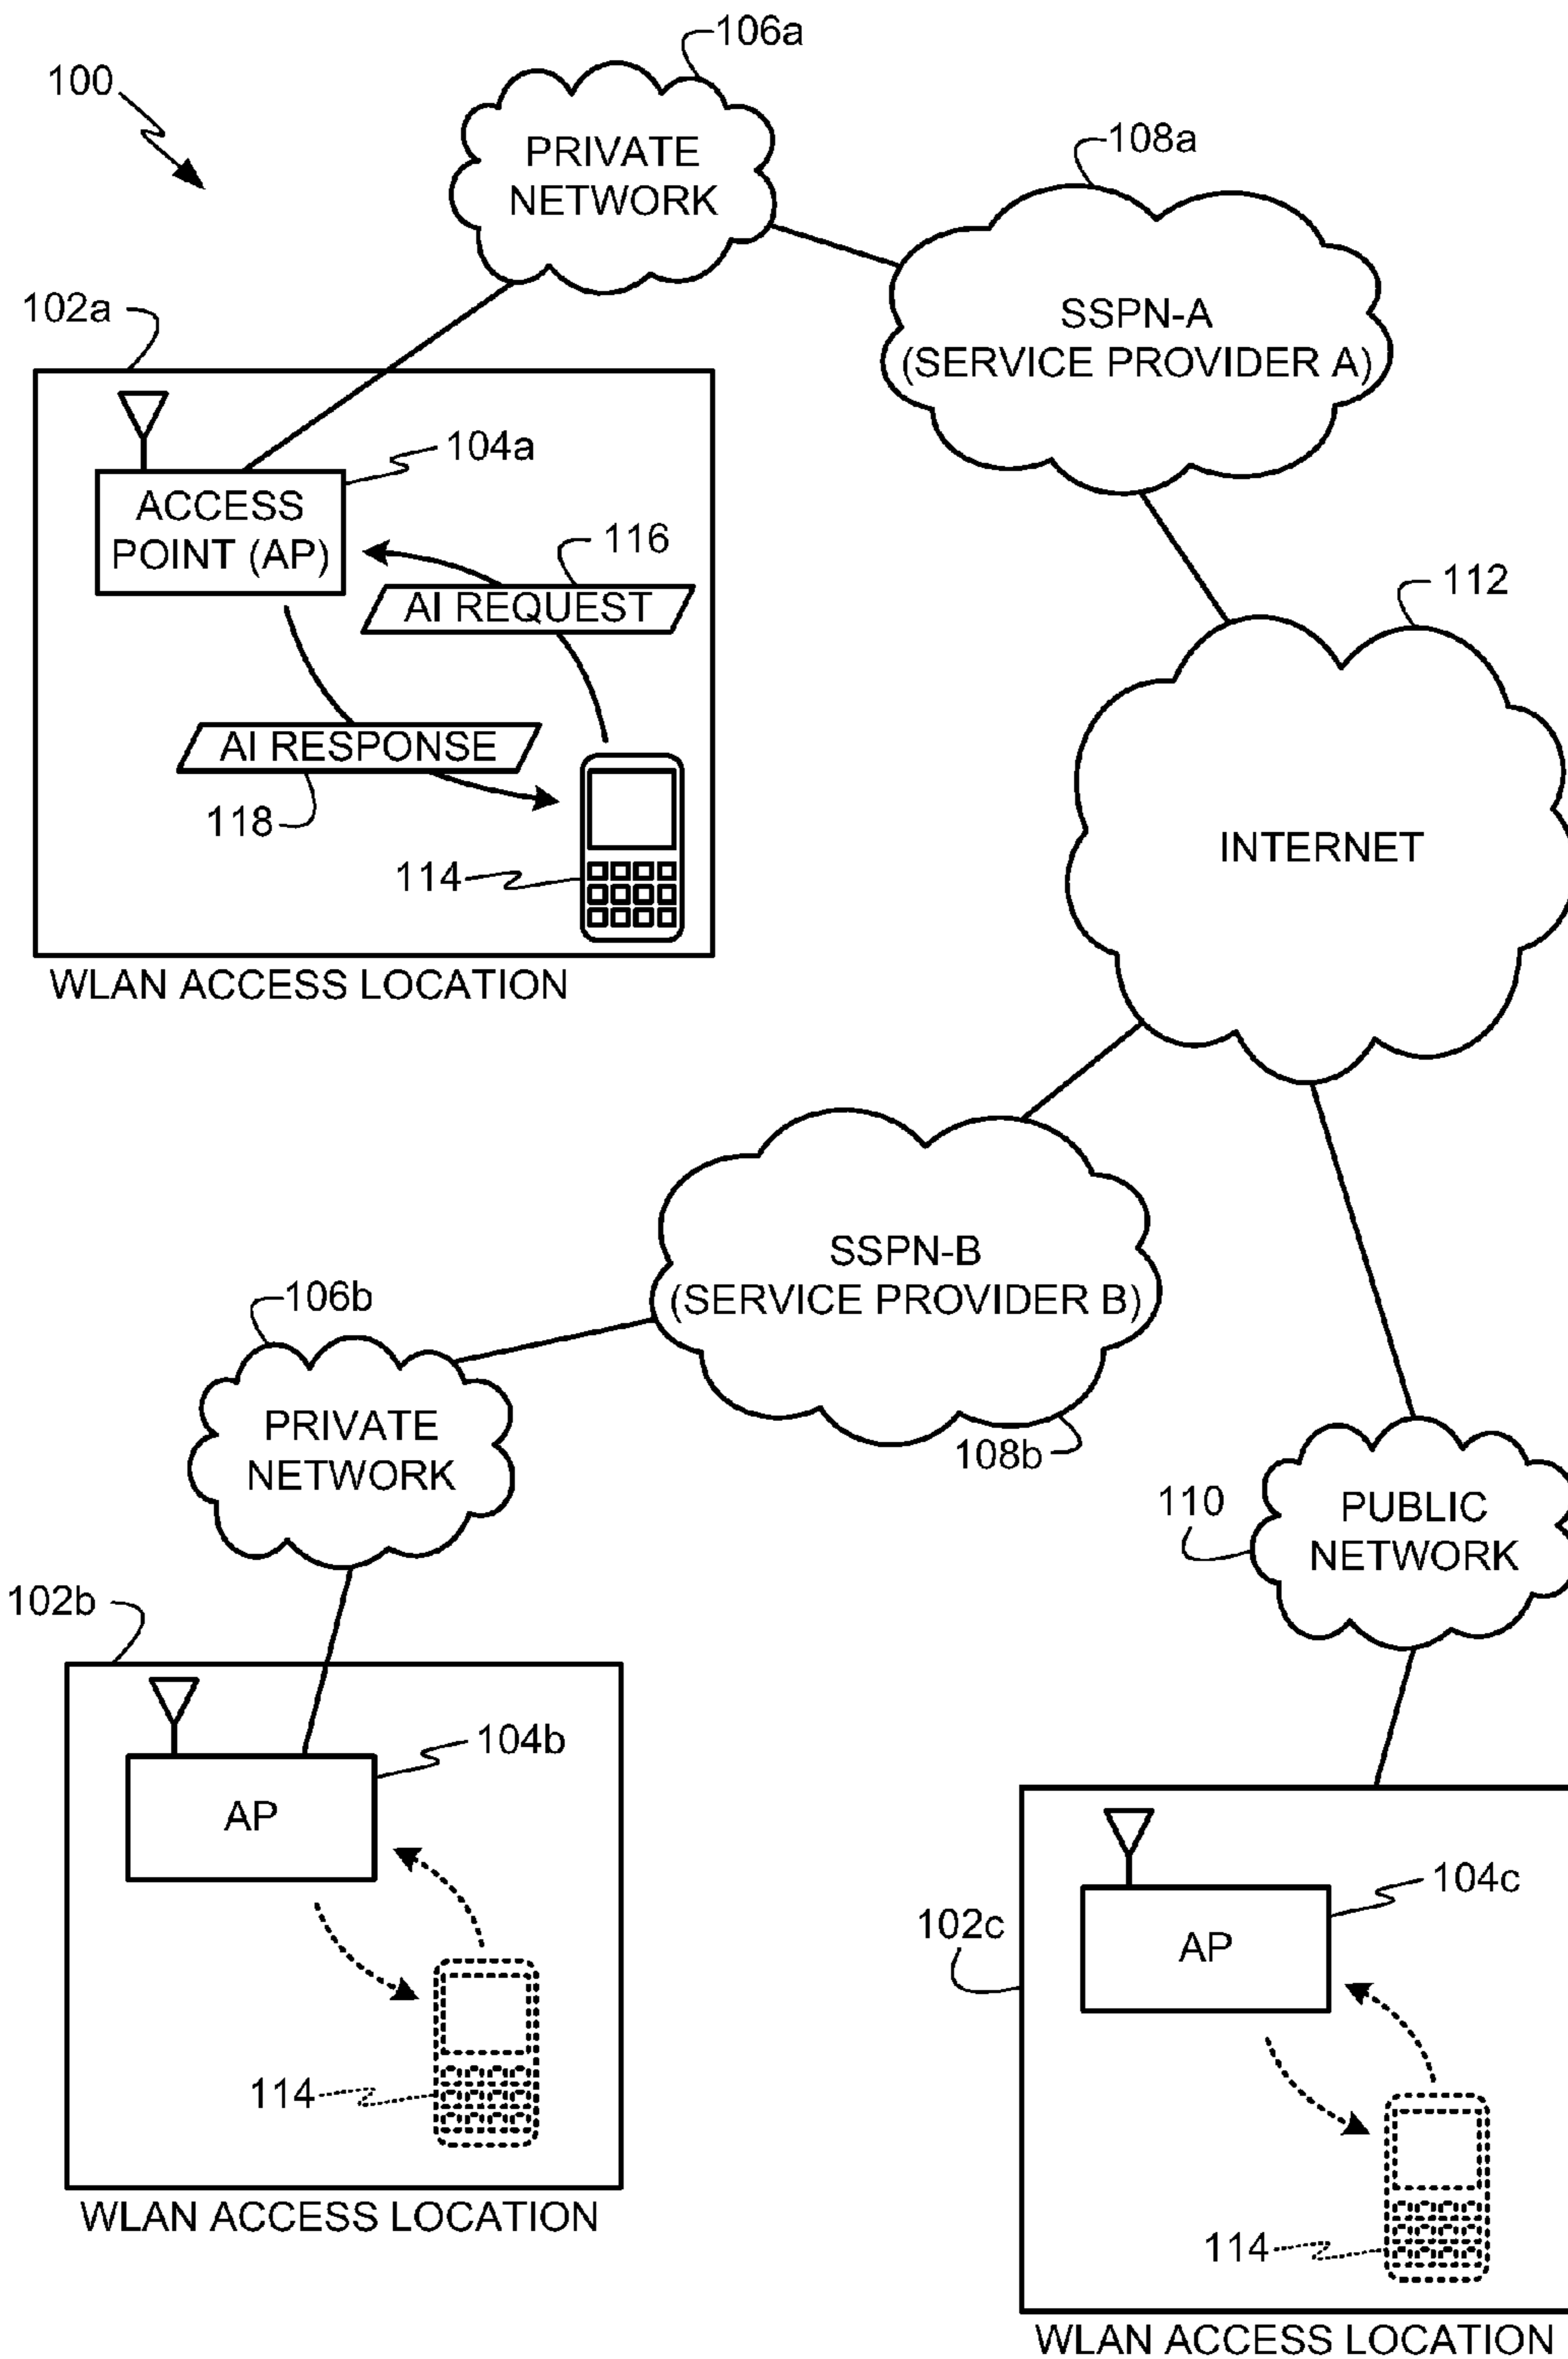 106a
100
PRIVATE
NETWORK
108a
SSPN-A
(SERVICE PROVIDER A)
102a
104a
ACCESS
POINT (AP)
116
AI REQUEST
112
AI RESPONSE
118
114
INTERNET
WLAN ACCESS LOCATION
SSPN-B
(SERVICE PROVIDER B)
106b
PRIVATE
NETWORK
108b
110
PUBLIC
NETWORK
102b
104b
AP
104c
102c
AP
114
WLAN ACCESS LOCATION
114
WLAN ACCESS LOCATION